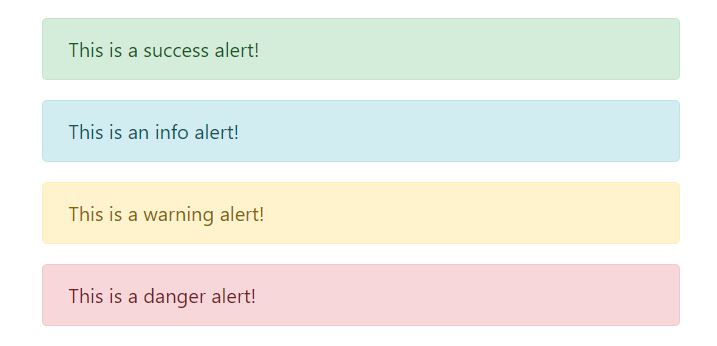 This is a success alert!
This is an info alert!
This is a warning alert!
This is a danger alert!